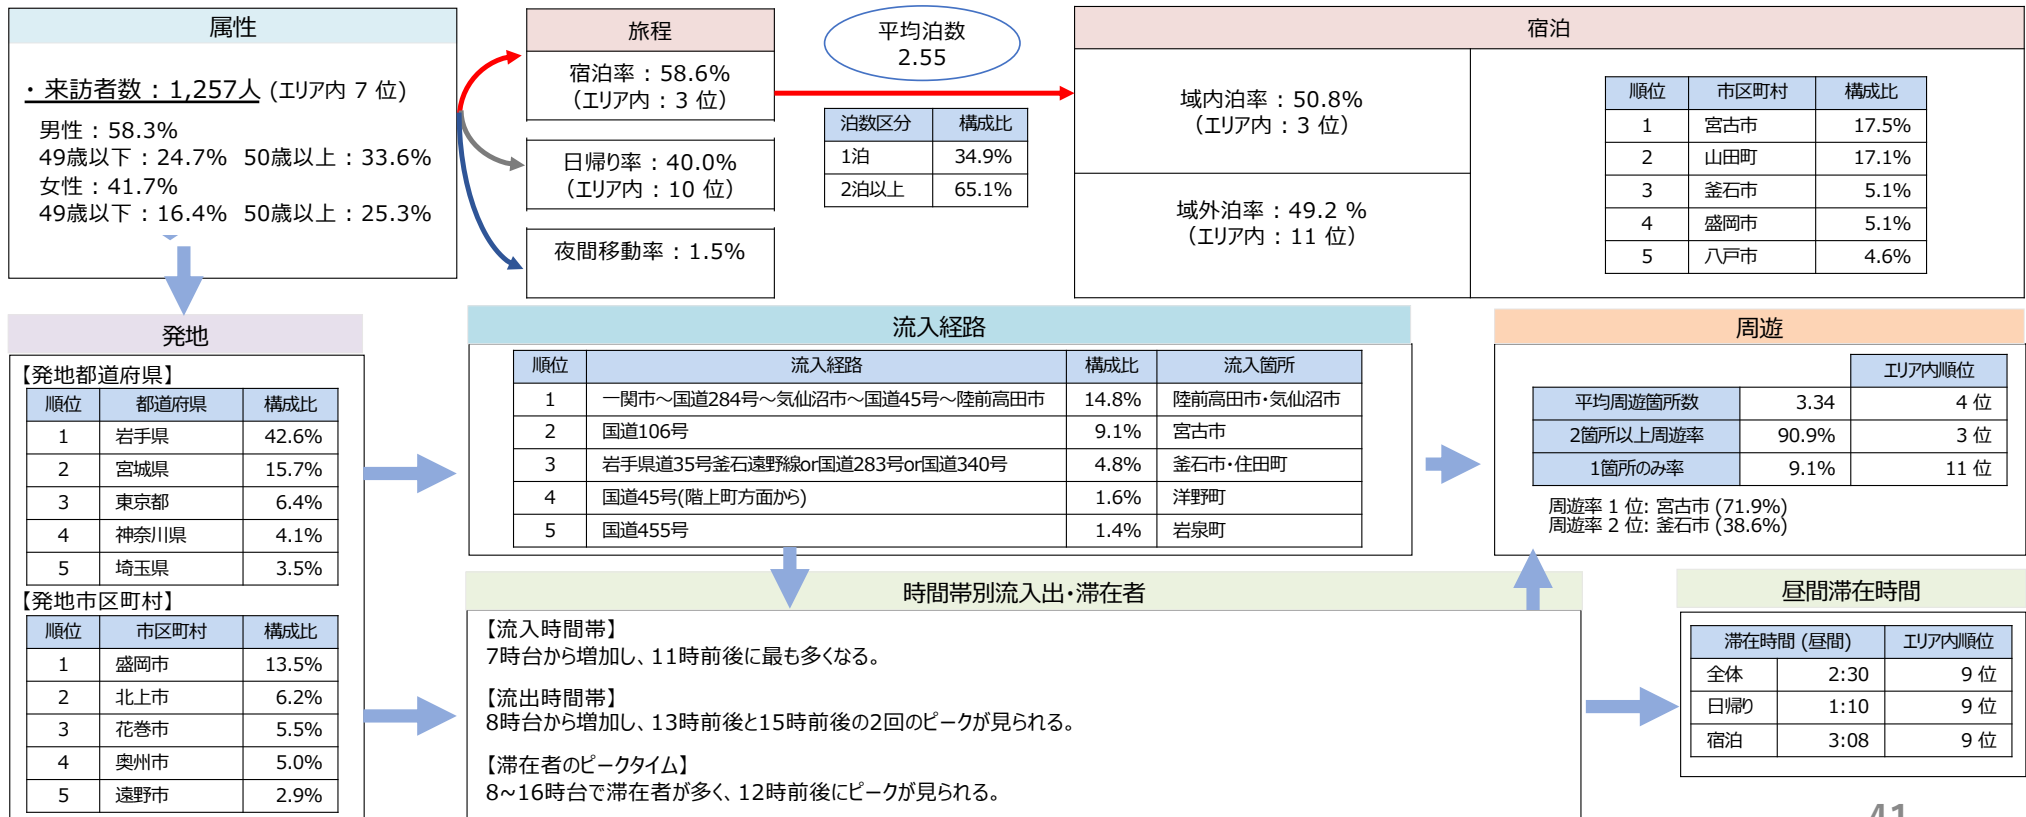 属性
・来訪者数：1,257人 (エリア内 7 位)
男性：58.3%
49歳以下：24.7%  50歳以上：33.6%
女性：41.7%
49歳以下：16.4%  50歳以上：25.3%
旅程
宿泊率：58.6%
（エリア内：3 位）
日帰り率：40.0%
（エリア内：10 位）
夜間移動率：1.5%
平均泊数
2.55
泊数区分 構成比
1泊 34.9%
2泊以上 65.1%
宿泊
域内泊率：50.8%
（エリア内：3 位）
域外泊率：49.2 %
（エリア内：11 位）
順位 市区町村 構成比
1 宮古市 17.5%
2 山田町 17.1%
3 釜石市 5.1%
4 盛岡市 5.1%
5 八戸市 4.6%
発地
【発地都道府県】
順位 都道府県 構成比
1 岩手県 42.6%
2 宮城県 15.7%
3 東京都 6.4%
4 神奈川県 4.1%
5 埼玉県 3.5%
【発地市区町村】
順位 市区町村 構成比
1 盛岡市 13.5%
2 北上市 6.2%
3 花巻市 5.5%
4 奥州市 5.0%
5 遠野市 2.9%
流入経路
順位 流入経路 構成比 流入箇所
1 一関市～国道284号～気仙沼市～国道45号～陸前高田市 14.8% 陸前高田市・気仙沼市
2 国道106号 9.1% 宮古市
3 岩手県道35号釜石遠野線or国道283号or国道340号 4.8% 釜石市・住田町
4 国道45号(階上町方面から) 1.6% 洋野町
5 国道455号 1.4% 岩泉町
周遊
エリア内順位
平均周遊箇所数 3.34 4 位
2箇所以上周遊率 90.9% 3 位
1箇所のみ率 9.1% 11 位
周遊率 1 位: 宮古市 (71.9%)
周遊率 2 位: 釜石市 (38.6%)
時間帯別流入出・滞在者
【流入時間帯】
7時台から増加し、11時前後に最も多くなる。
【流出時間帯】
8時台から増加し、13時前後と15時前後の2回のピークが見られる。
【滞在者のピークタイム】
8~16時台で滞在者が多く、12時前後にピークが見られる。
昼間滞在時間
滞在時間 (昼間) エリア内順位
全体 2:30 9 位
日帰り 1:10 9 位
宿泊 3:08 9 位
41